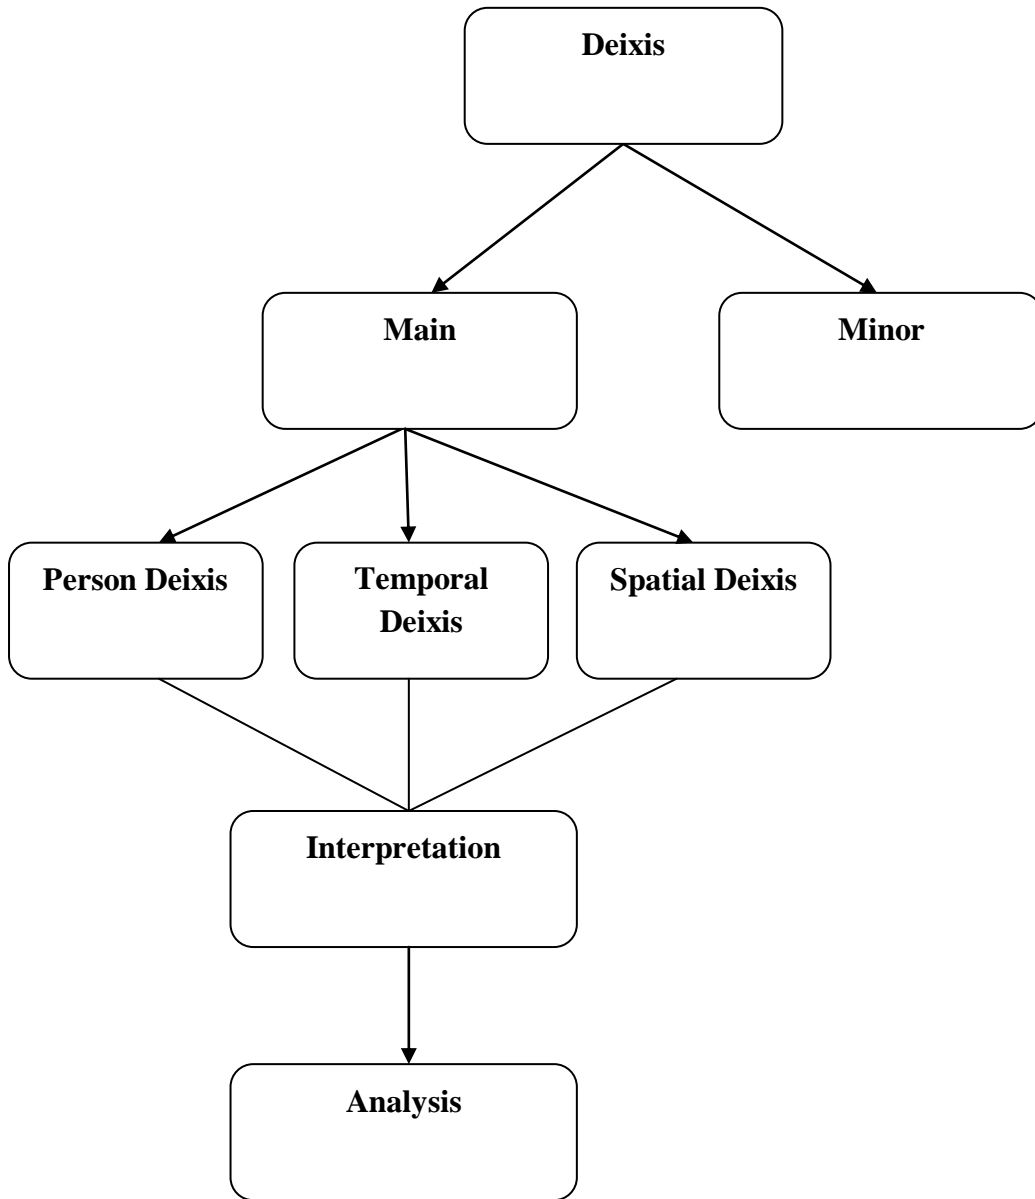 Deixis
Main
Minor
Person Deixis
Temporal
Deixis
Spatial Deixis
Interpretation
Analysis